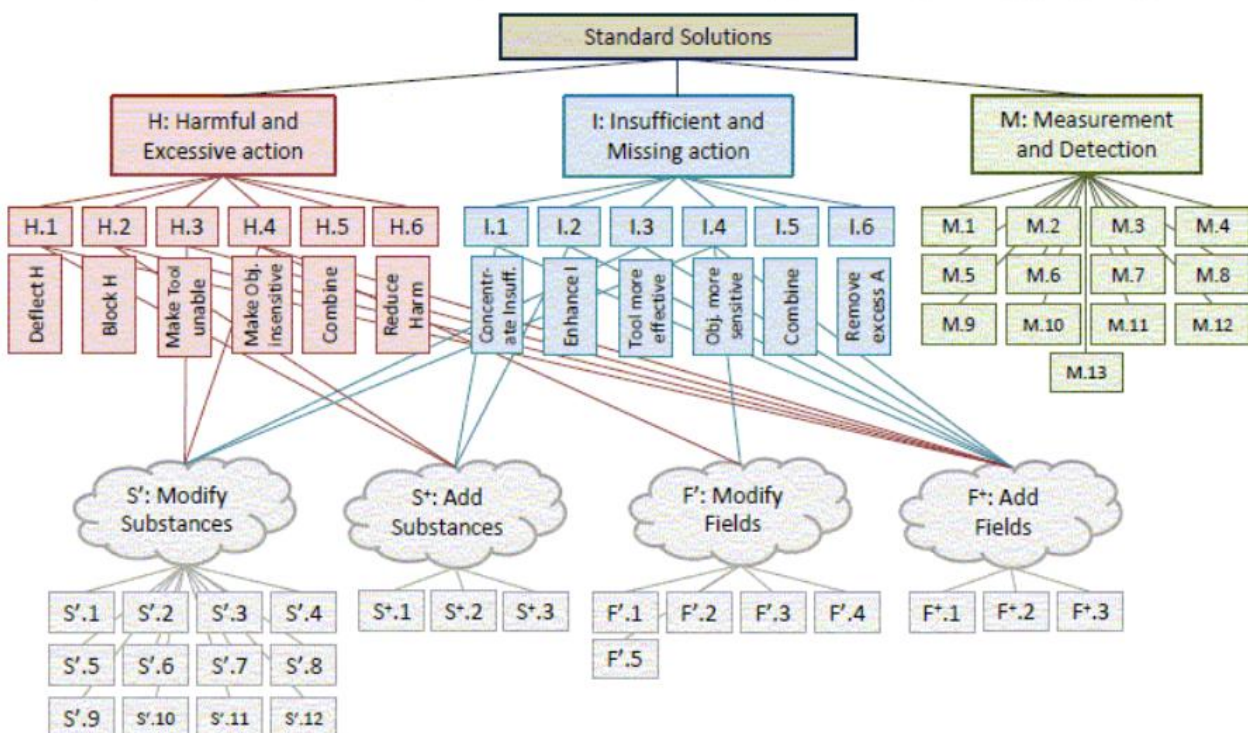 Standard Solutions
H: Harmful and
Excessive action
I: Insufficient and
Missing action
M: Measurement
and Detection
H.1
H.2
H.3
H.4
H.5
H.6
I.1
I.2
I.3
I.4
I.5
I.6
M.1
M.2
M.3
M.4
Deflect H
Block H
Make Tool
unable
Make Obj.
insensitive
Combine
Reduce
Harm
Concentr-
ate Insuff.
Enhance I
Tool more
effective
Obj. more
sensitive
Combine
Remove
excess A
M.5
M.6
M.7
M.8
M.9
M.10
M.11
M.12
M.13
S′: Modify
Substances
S⁺: Add
Substances
F′: Modify
Fields
F⁺: Add
Fields
S′.1
S′.2
S′.3
S′.4
S⁺.1
S⁺.2
S⁺.3
F′.1
F′.2
F′.3
F′.4
F⁺.1
F⁺.2
F⁺.3
S′.5
S′.6
S′.7
S′.8
F′.5
S′.9
S′.10
S′.11
S′.12